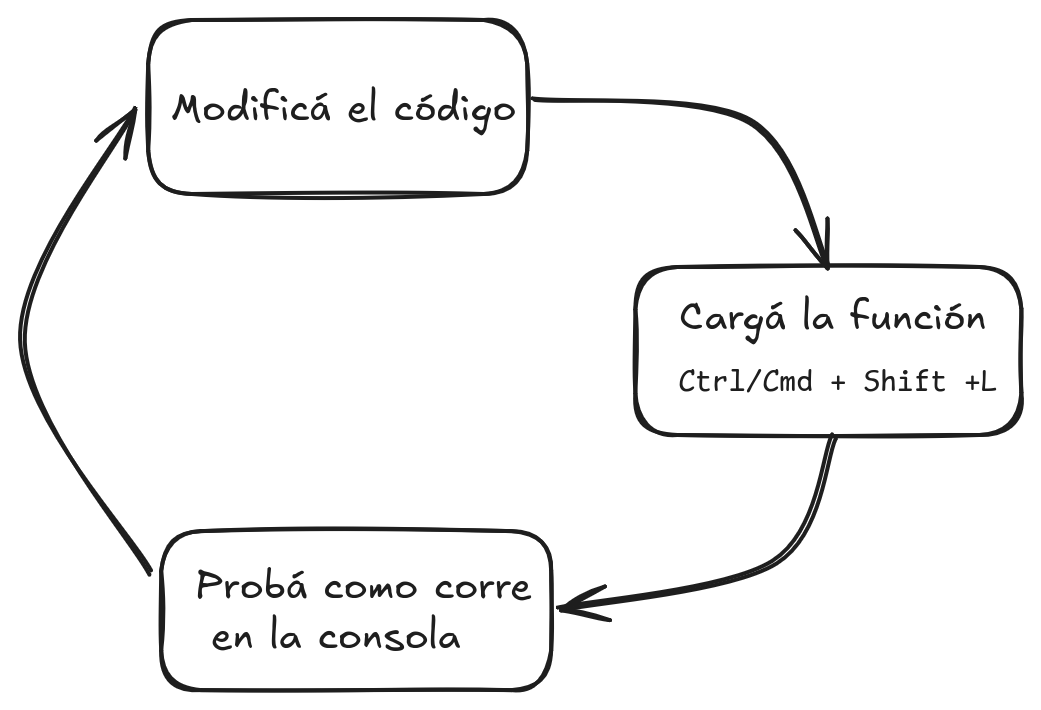 Modificá el código
Cargá la función
Ctrl/Cmd + Shift +L
Probá como corre
en la consola